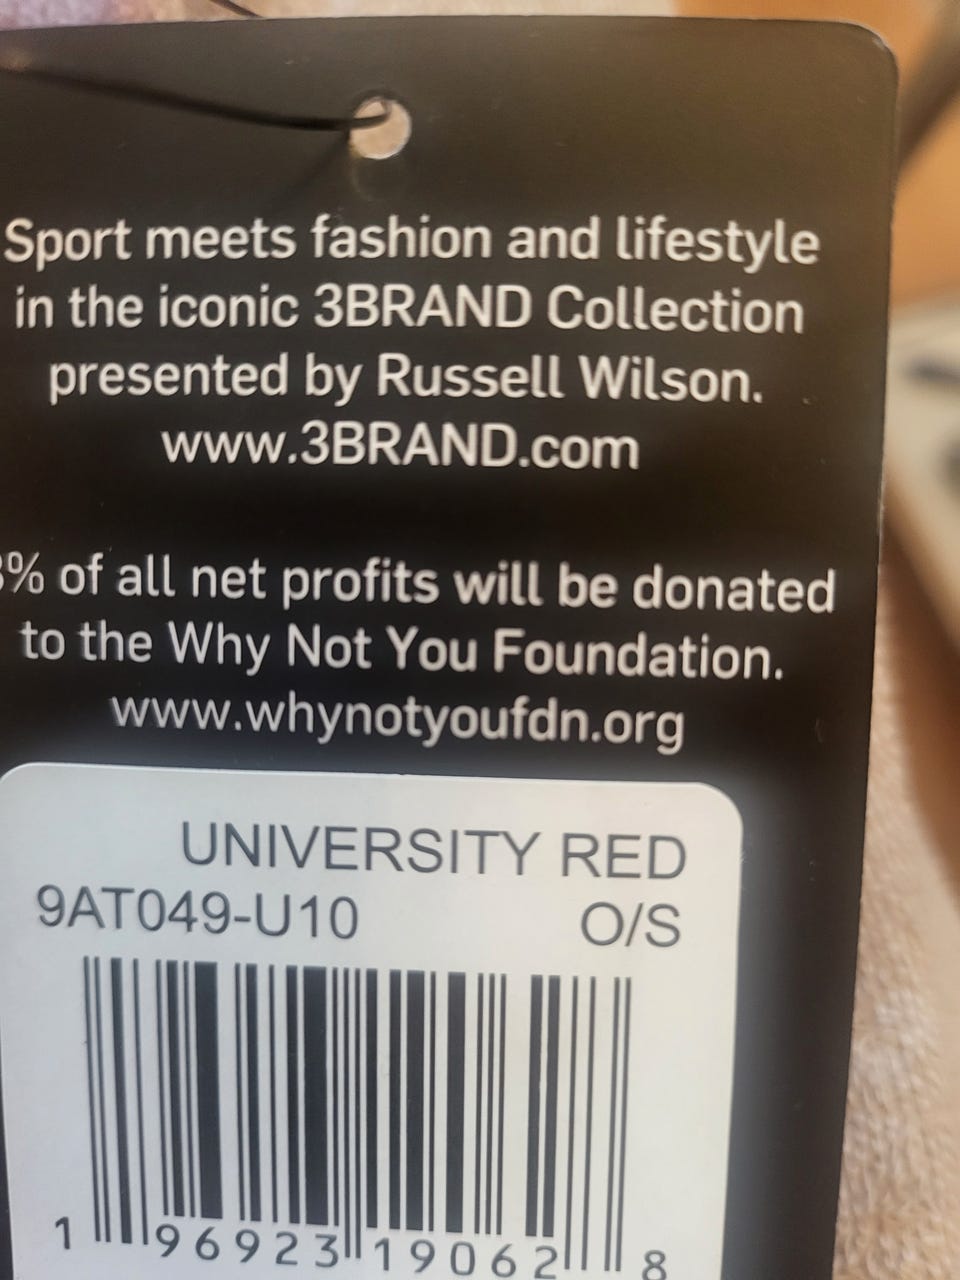 Sport meets fashion and lifestyle
in the iconic 3BRAND Collection
presented by Russell Wilson.
www.3BRAND.com
3% of all net profits will be donated
to the Why Not You Foundation.
www.whynotyoufdn.org
UNIVERSITY RED
9AT049-U10 O/S
1 96923 19062 8